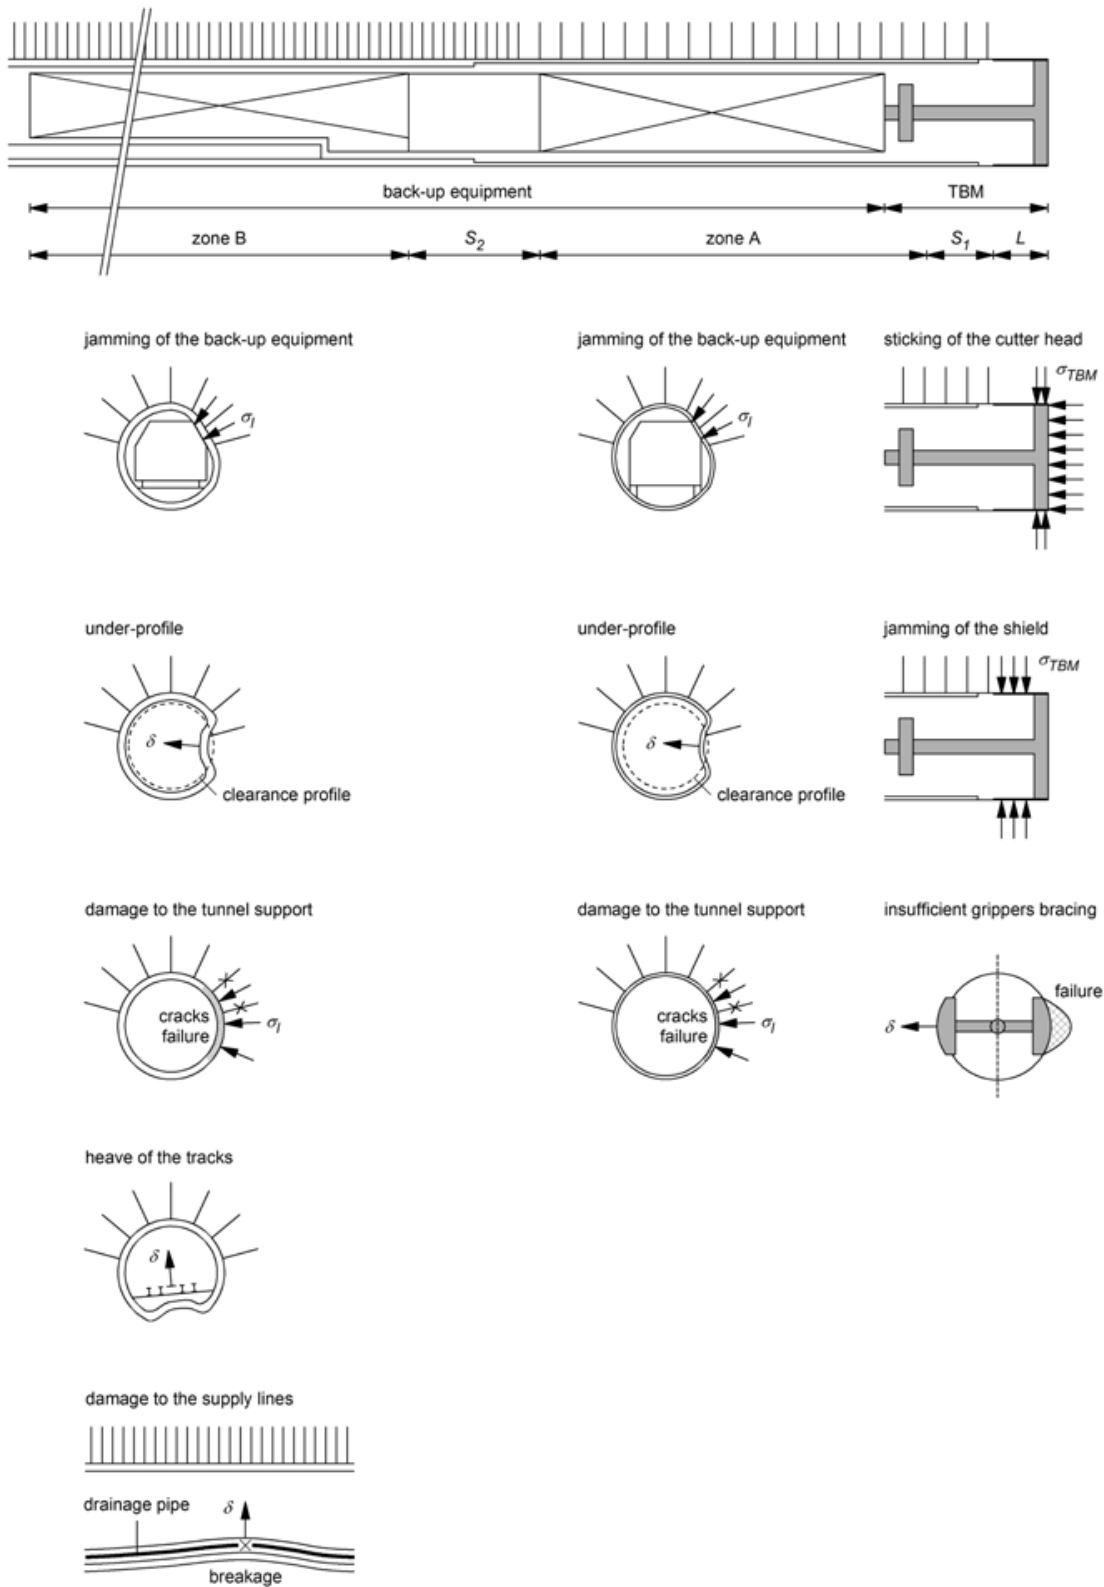 back-up equipment TBM
zone B S2 zone A S1 L
jamming of the back-up equipment jamming of the back-up equipment sticking of the cutter head
σTBM
σl σl
under-profile under-profile jamming of the shield
σTBM
δ δ
clearance profile clearance profile
damage to the tunnel support damage to the tunnel support insufficient grippers bracing
failure
cracks cracks
σl σl δ
failure failure
heave of the tracks
δ
damage to the supply lines
drainage pipe δ
breakage